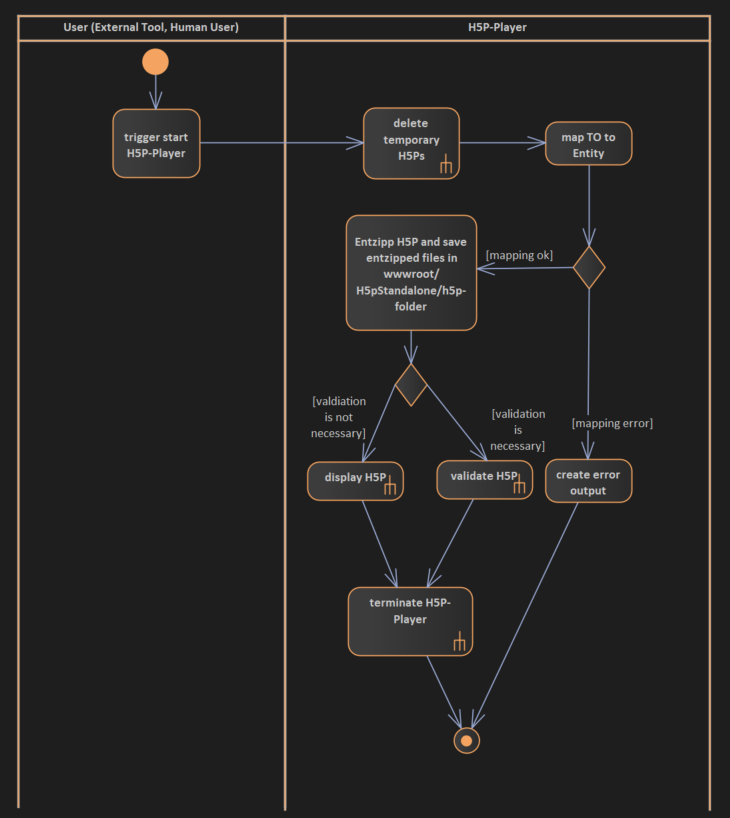 User (External Tool, Human User)
H5P-Player
trigger start
H5P-Player
delete
temporary
H5Ps
map TO to
Entity
Entzipp H5P and save
entzipped files in
wwwroot/
H5pStandalone/h5p-
folder
[mapping ok]
[valdiation
is not
necessary]
[validation
is
necessary]
[mapping error]
display H5P
validate H5P
create error
output
terminate H5P-
Player